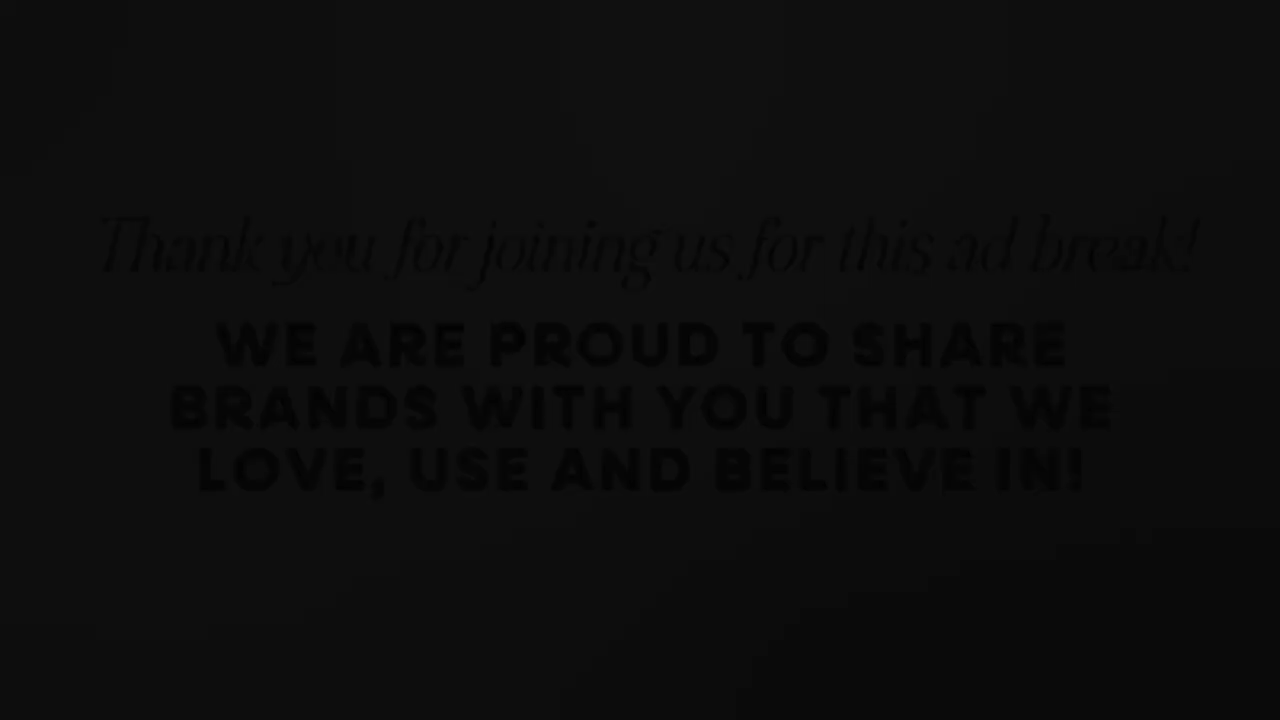 Thank you for joining us for this ad break!
WE ARE PROUD TO SHARE
BRANDS WITH YOU THAT WE
LOVE, USE AND BELIEVE IN!